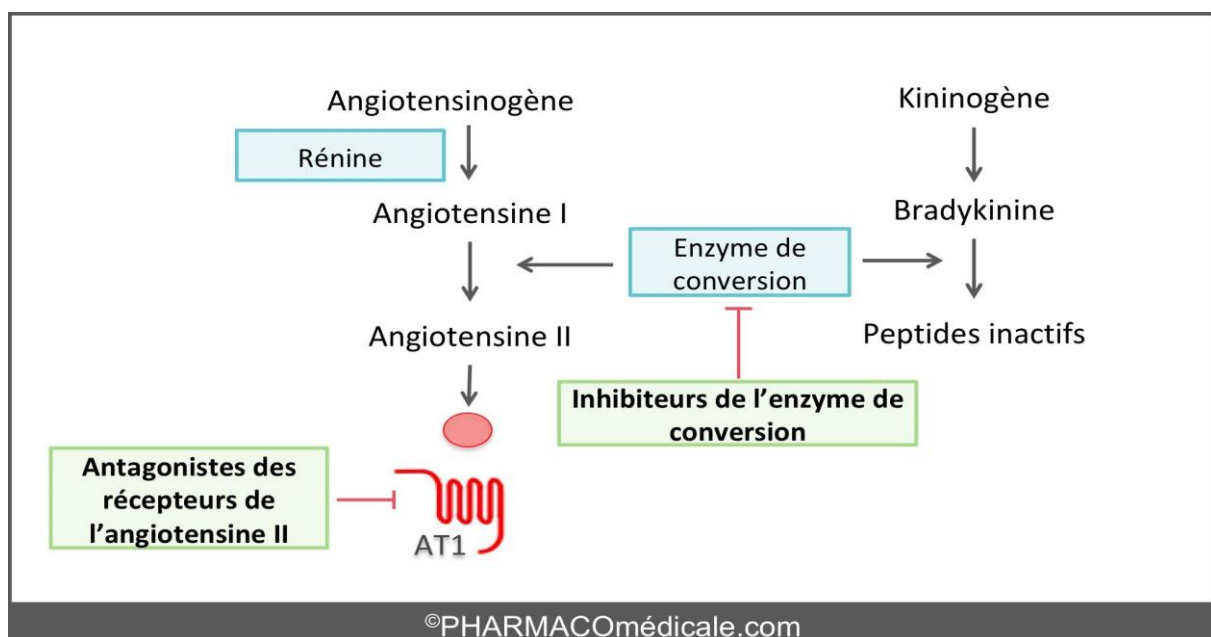 Angiotensinogène
Kininogène
Rénine
Angiotensine I
Bradykinine
Enzyme de
conversion
Angiotensine II
Peptides inactifs
Inhibiteurs de l’enzyme de
conversion
Antagonistes des
récepteurs de
l’angiotensine II
AT1
©PHARMACOmédicale.com